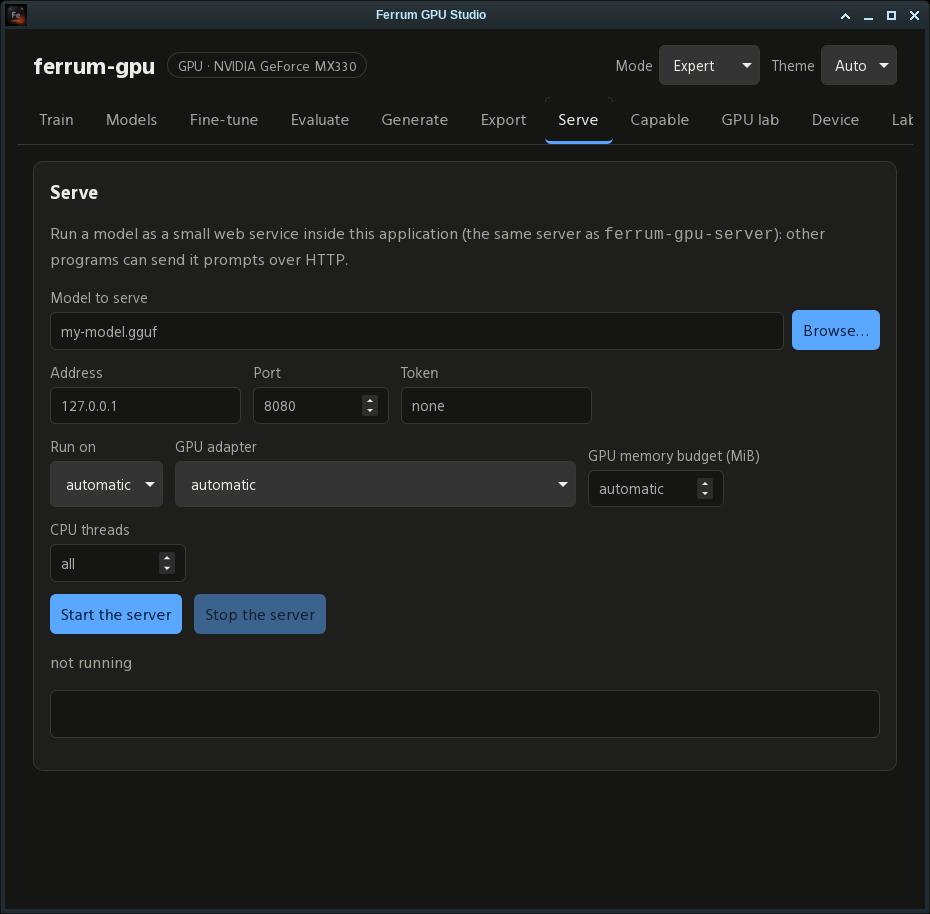 Fe
Ferrum GPU Studio
ferrum-gpu
GPU · NVIDIA GeForce MX330
Mode
Expert
Theme
Auto
Train
Models
Fine-tune
Evaluate
Generate
Export
Serve
Capable
GPU lab
Device
Lab
Serve
Run a model as a small web service inside this application (the same server as ferrum-gpu-server): other
programs can send it prompts over HTTP.
Model to serve
my-model.gguf
Browse…
Address
Port
Token
127.0.0.1
8080
none
Run on
GPU adapter
GPU memory budget (MiB)
automatic
automatic
automatic
CPU threads
all
Start the server
Stop the server
not running